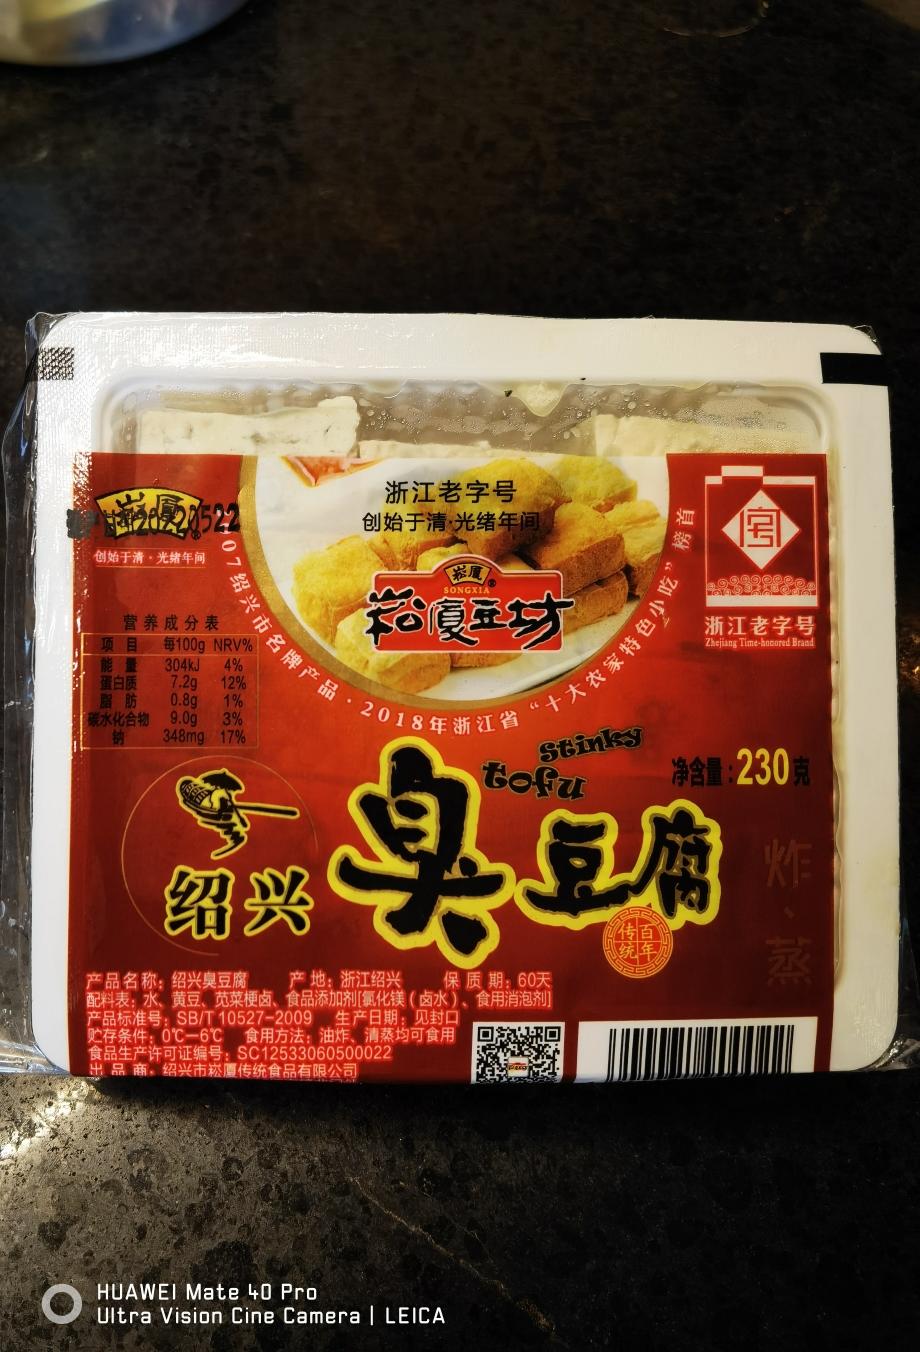 浙江老字号
创始于清·光绪年间
崧厦
SONGXIA
崧厦豆坊
创始于清·光绪年间
07绍兴市名牌产品·2018年浙江省“十大农家特色小吃”榜首
浙江老字号
Zhejiang Time-honored Brand
营养成分表
项目 每100g NRV%
能量 304kJ 4%
蛋白质 7.2g 12%
脂肪 0.8g 1%
碳水化合物 9.0g 3%
钠 348mg 17%
stinky
tofu
净含量:230克
绍兴
臭豆腐
百年
传统
炸、蒸
产品名称: 绍兴臭豆腐 产地: 浙江绍兴 保质期: 60天
配料表: 水、黄豆、苋菜梗卤、食品添加剂[氯化镁(卤水)、食用消泡剂]
产品标准号: SB/T 10527-2009 生产日期: 见封口
贮存条件: 0℃—6℃ 食用方法: 油炸、清蒸均可食用
食品生产许可证编号: SC12533060500022
出品商: 绍兴市崧厦传统食品有限公司
HUAWEI Mate 40 Pro
Ultra Vision Cine Camera | LEICA